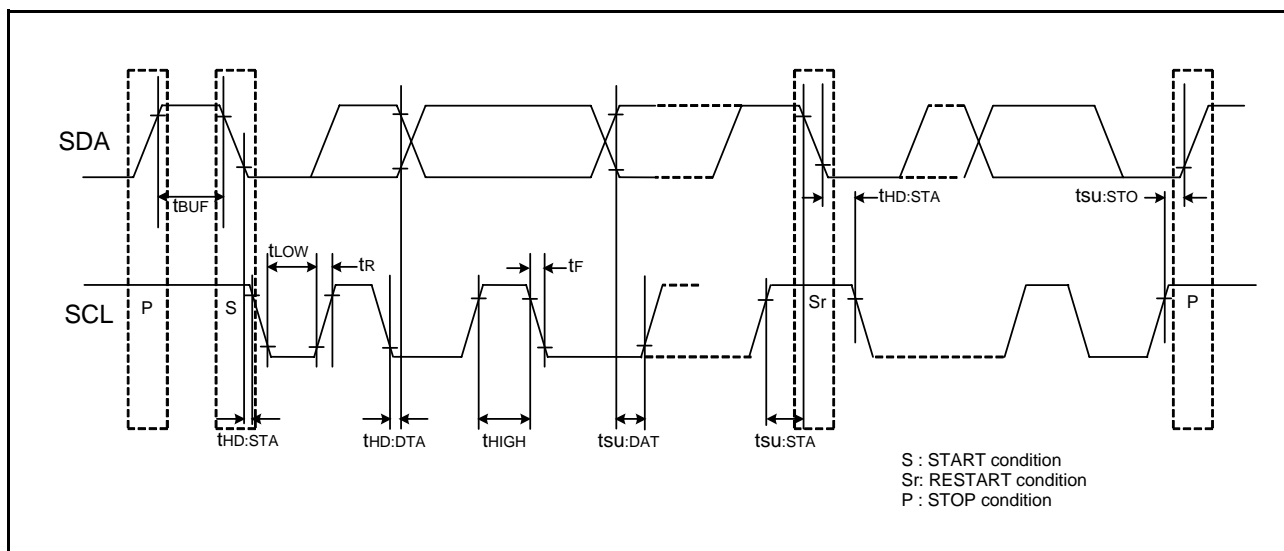 SDA
tBUF
tHD:STA
tsu:STO
tLOW
tR
tF
SCL
P
S
Sr
P
tHD:STA
tHD:DTA
tHIGH
tsu:DAT
tsu:STA
S : START condition
Sr: RESTART condition
P : STOP condition